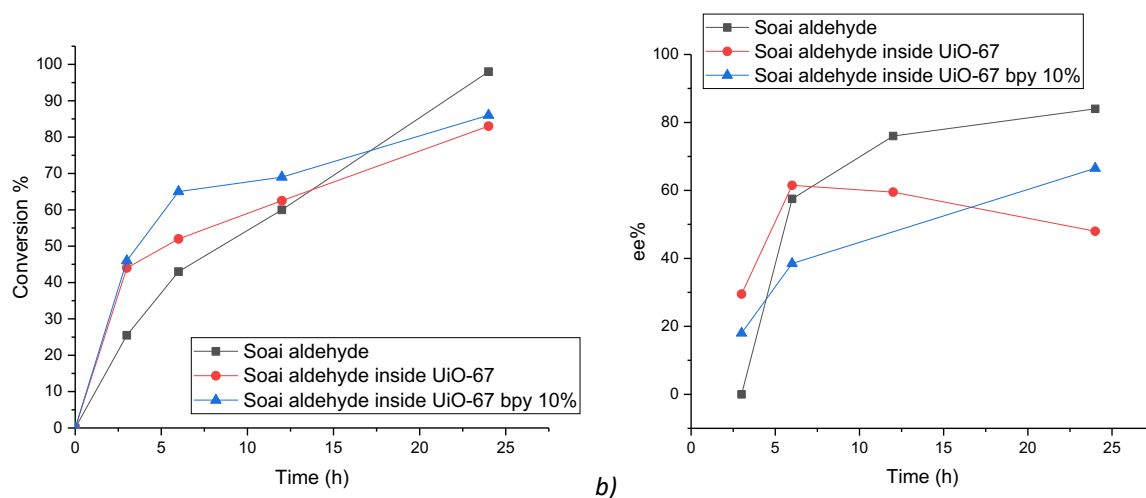 100
90
80
70
60
50
40
30
20
10
0
Conversion %
Soai aldehyde
Soai aldehyde inside UiO-67
Soai aldehyde inside UiO-67 bpy 10%
0 5 10 15 20 25
Time (h)
b)
Soai aldehyde
Soai aldehyde inside UiO-67
Soai aldehyde inside UiO-67 bpy 10%
100
80
60
40
20
0
ee%
0 5 10 15 20 25
Time (h)